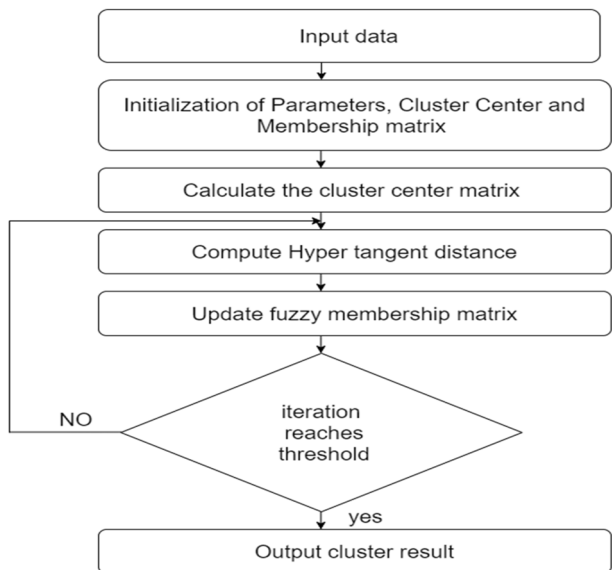 Input data
Initialization of Parameters, Cluster Center and
Membership matrix
Calculate the cluster center matrix
Compute Hyper tangent distance
Update fuzzy membership matrix
NO
iteration
reaches
threshold
yes
Output cluster result